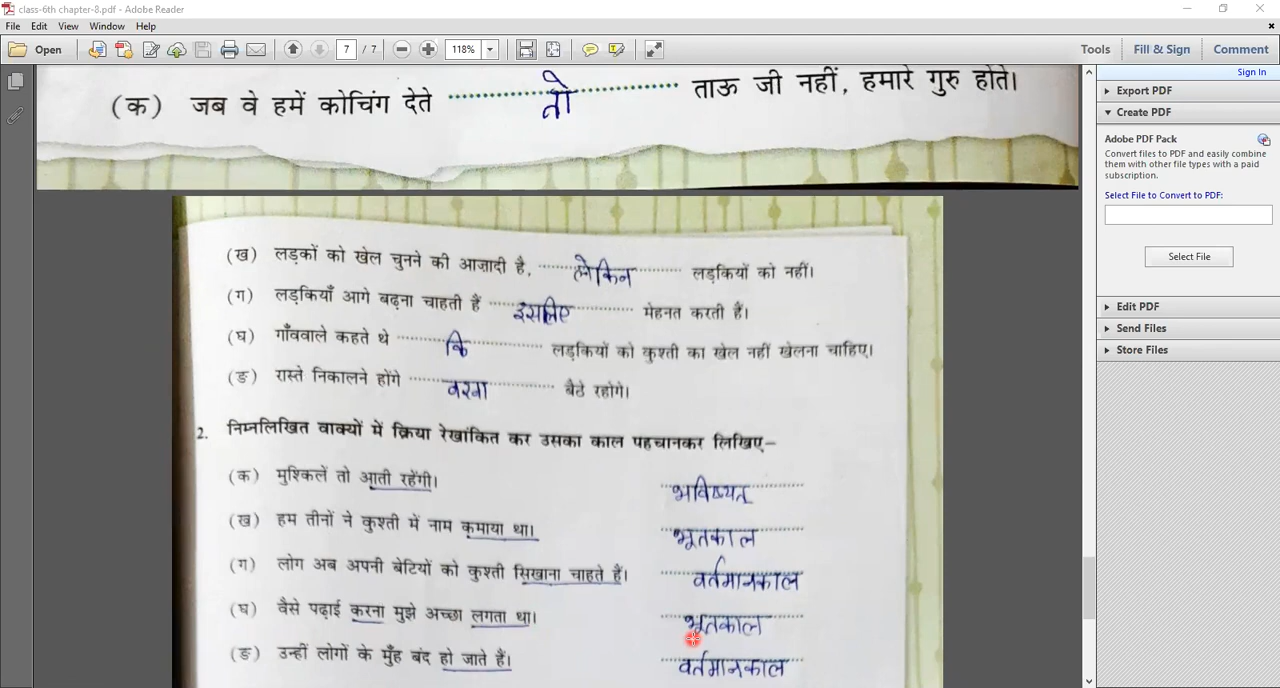 class-6th chapter-8.pdf - Adobe Reader
File Edit View Window Help
Open 7 / 7 118% Tools Fill & Sign Comment
Sign In
Export PDF
Create PDF
Adobe PDF Pack
Convert files to PDF and easily combine
them with other file types with a paid
subscription.
Select File to Convert to PDF:
Select File
Edit PDF
Send Files
Store Files
(क) जब वे हमें कोचिंग देते तो ताऊ जी नहीं, हमारे गुरु होते।
(ख) लड़कों को खेल चुनने की आज़ादी है, लेकिन लड़कियों को नहीं।
(ग) लड़कियाँ आगे बढ़ना चाहती हैं इसलिए मेहनत करती हैं।
(घ) गाँववाले कहते थे कि लड़कियों को कुश्ती का खेल नहीं खेलना चाहिए।
(ङ) रास्ते निकालने होंगे वरना बैठे रहोगे।
2. निम्नलिखित वाक्यों में क्रिया रेखांकित कर उसका काल पहचानकर लिखिए–
(क) मुश्किलें तो आती रहेंगी। भविष्यत
(ख) हम तीनों ने कुश्ती में नाम कमाया था। भूतकाल
(ग) लोग अब अपनी बेटियों को कुश्ती सिखाना चाहते हैं। वर्तमानकाल
(घ) वैसे पढ़ाई करना मुझे अच्छा लगता था। भूतकाल
(ङ) उन्हीं लोगों के मुँह बंद हो जाते हैं। वर्तमानकाल